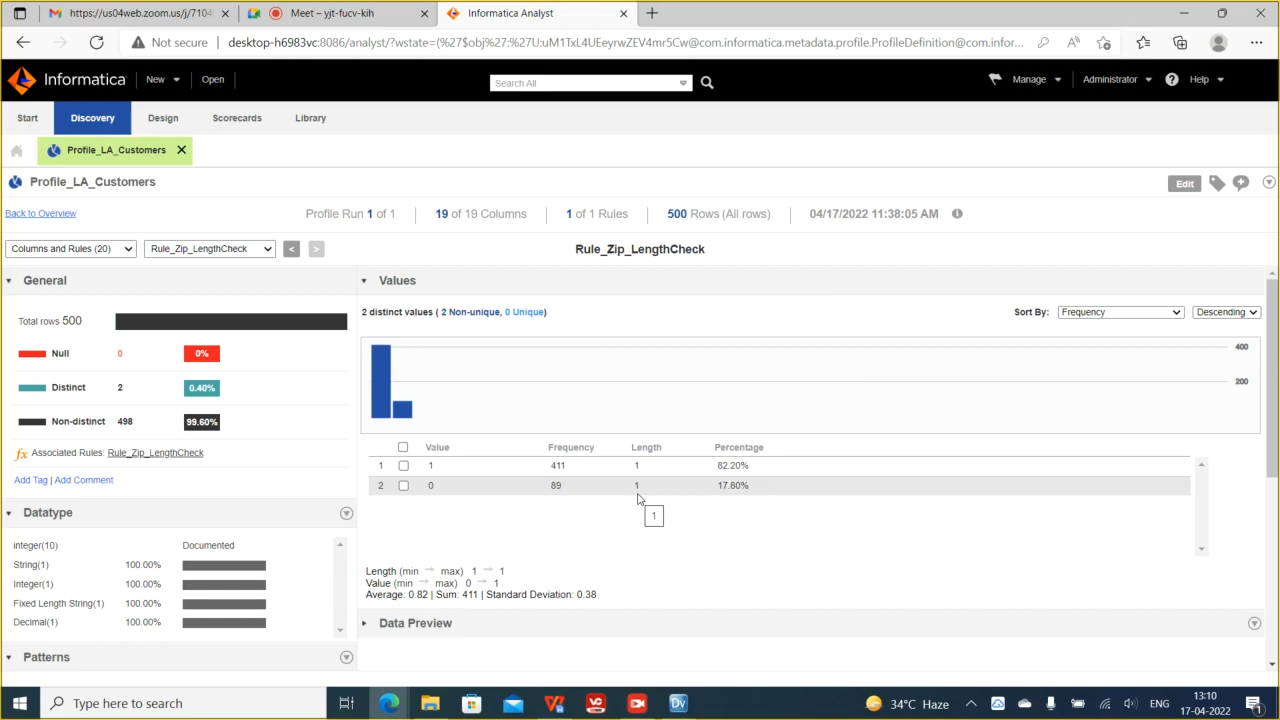 https://us04web.zoom.us/j/7104
Meet – yjt-fucv-kih
Informatica Analyst
Not secure
desktop-h6983vc:8086/analyst/?wstate=(%27$obj%27:%27U:uM1TxL4UEeyrwZEV4mr5Cw@com.informatica.metadata.profile.ProfileDefinition@com.infor...
Informatica
New
Open
Search All
Manage
Administrator
Help
Start
Discovery
Design
Scorecards
Library
Profile_LA_Customers
Profile_LA_Customers
Edit
Back to Overview
Profile Run 1 of 1
19 of 19 Columns
1 of 1 Rules
500 Rows (All rows)
04/17/2022 11:38:05 AM
Columns and Rules (20)
Rule_Zip_LengthCheck
<
>
Rule_Zip_LengthCheck
General
Total rows 500
Null 0 0%
Distinct 2 0.40%
Non-distinct 498 99.60%
fx Associated Rules: Rule_Zip_LengthCheck
Add Tag | Add Comment
Datatype
integer(10) Documented
String(1) 100.00%
Integer(1) 100.00%
Fixed Length String(1) 100.00%
Decimal(1) 100.00%
Patterns
Values
2 distinct values ( 2 Non-unique, 0 Unique)
Sort By: Frequency Descending
400
200
Value Frequency Length Percentage
1 1 411 1 82.20%
2 0 89 1 17.80%
1
Length (min → max) 1 → 1
Value (min → max) 0 → 1
Average: 0.82 | Sum: 411 | Standard Deviation: 0.38
Data Preview
Type here to search
Dv
34°C Haze
ENG
13:10
17-04-2022
1